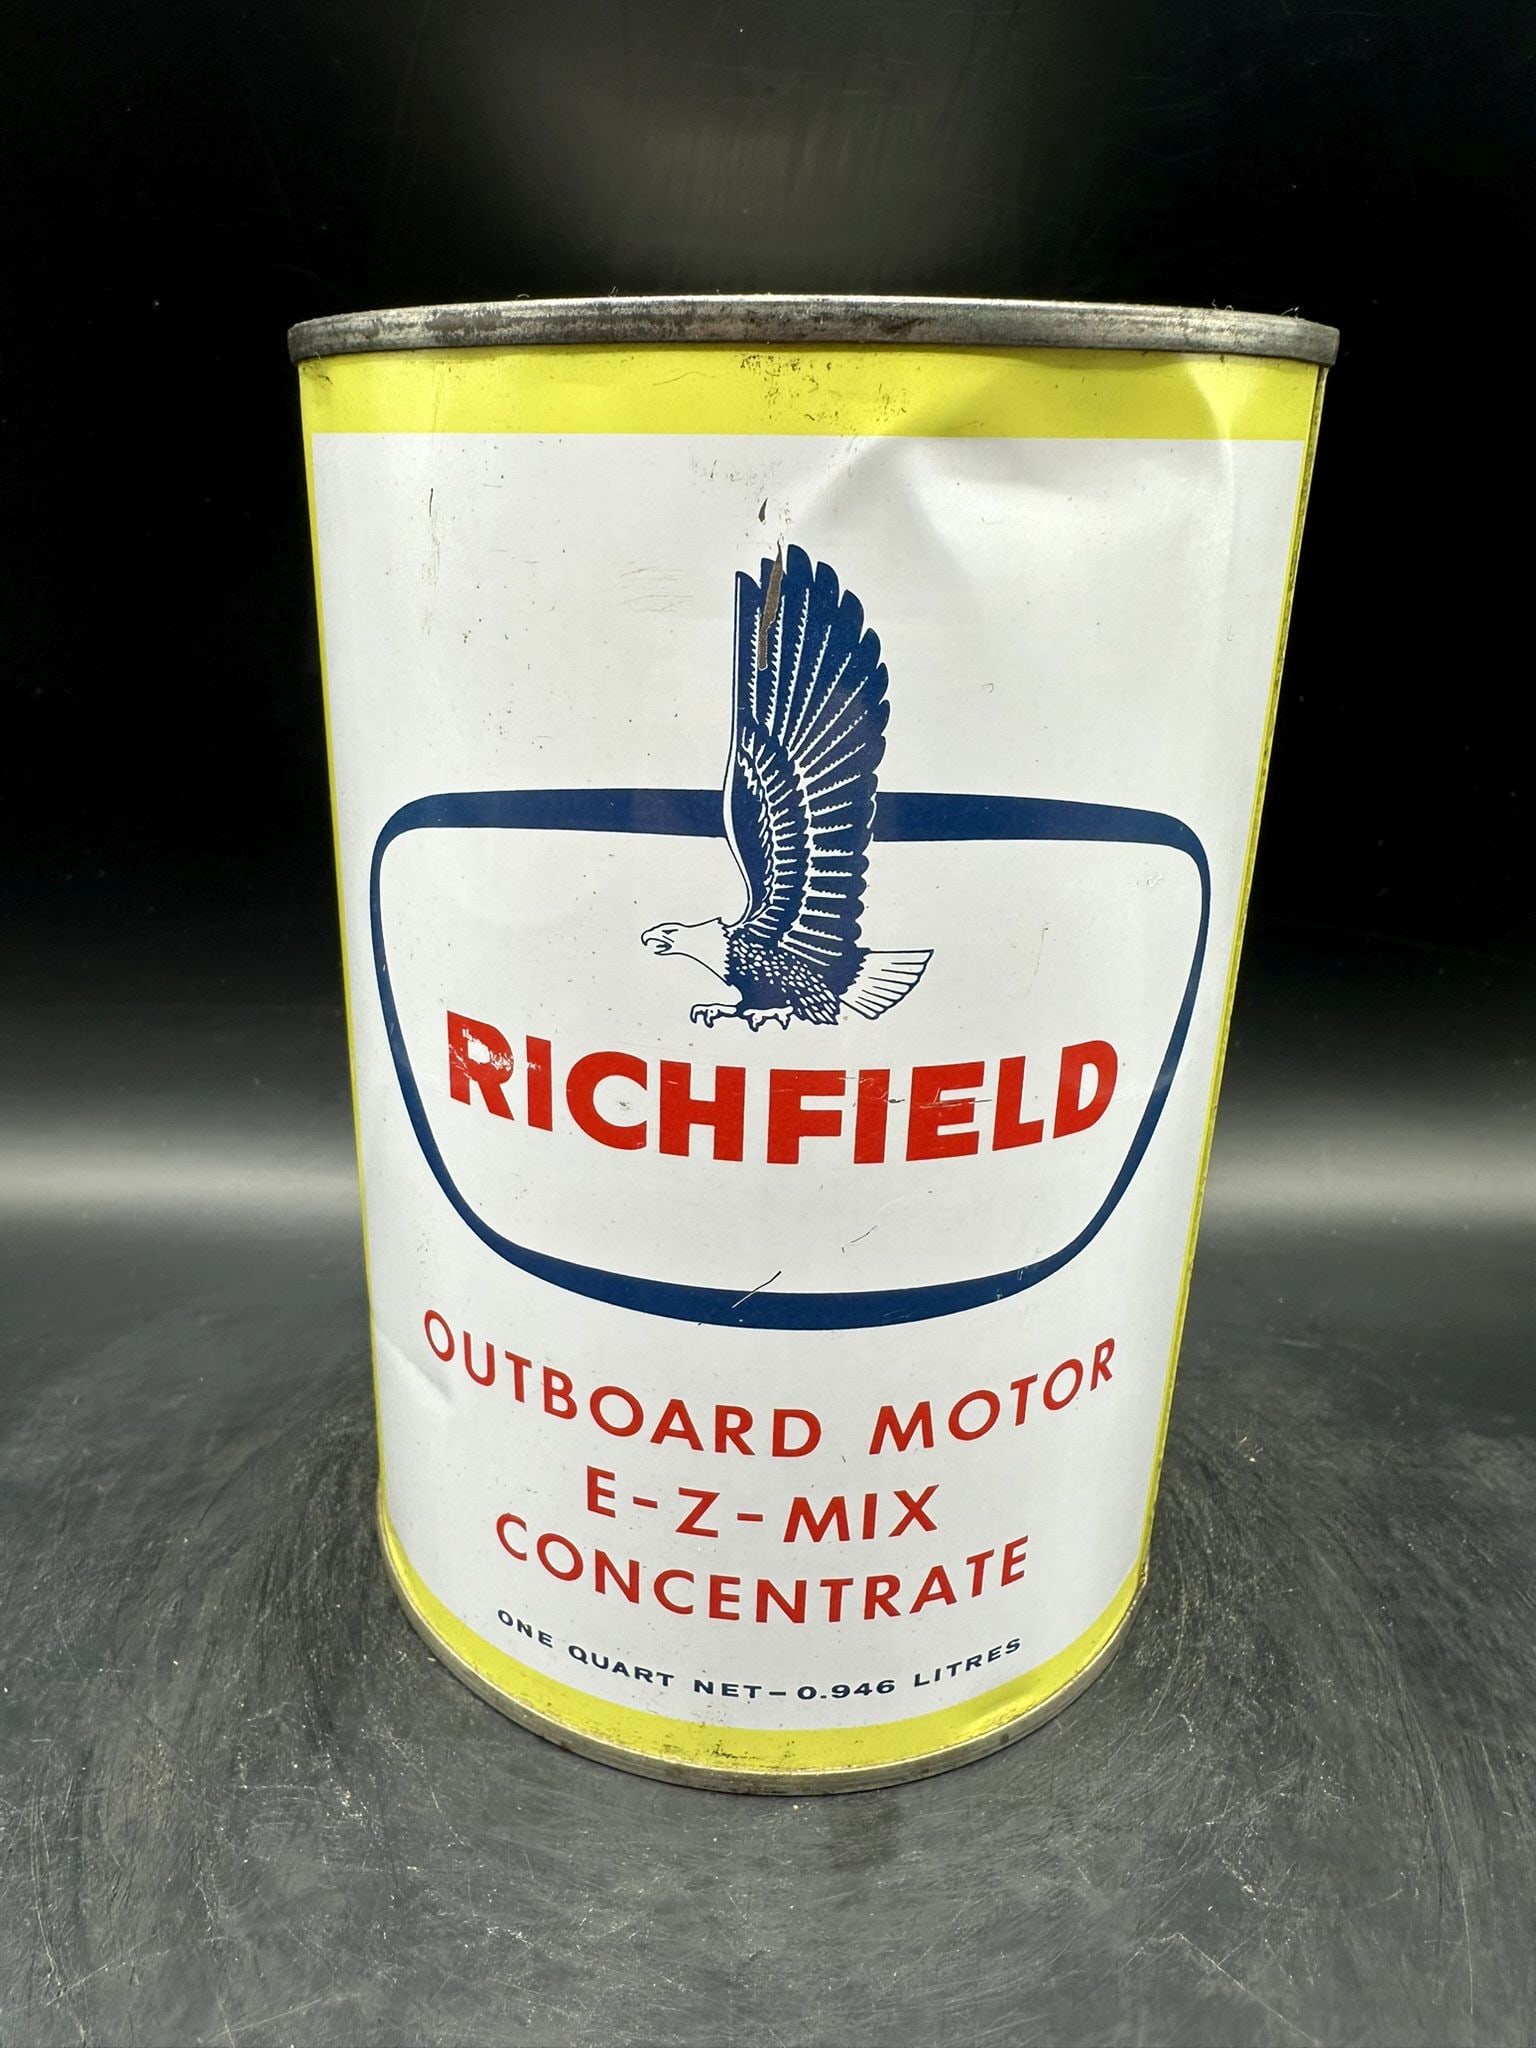 RICHFIELD
OUTBOARD MOTOR
E-Z-MIX
CONCENTRATE
ONE QUART NET-0.946 LITRES